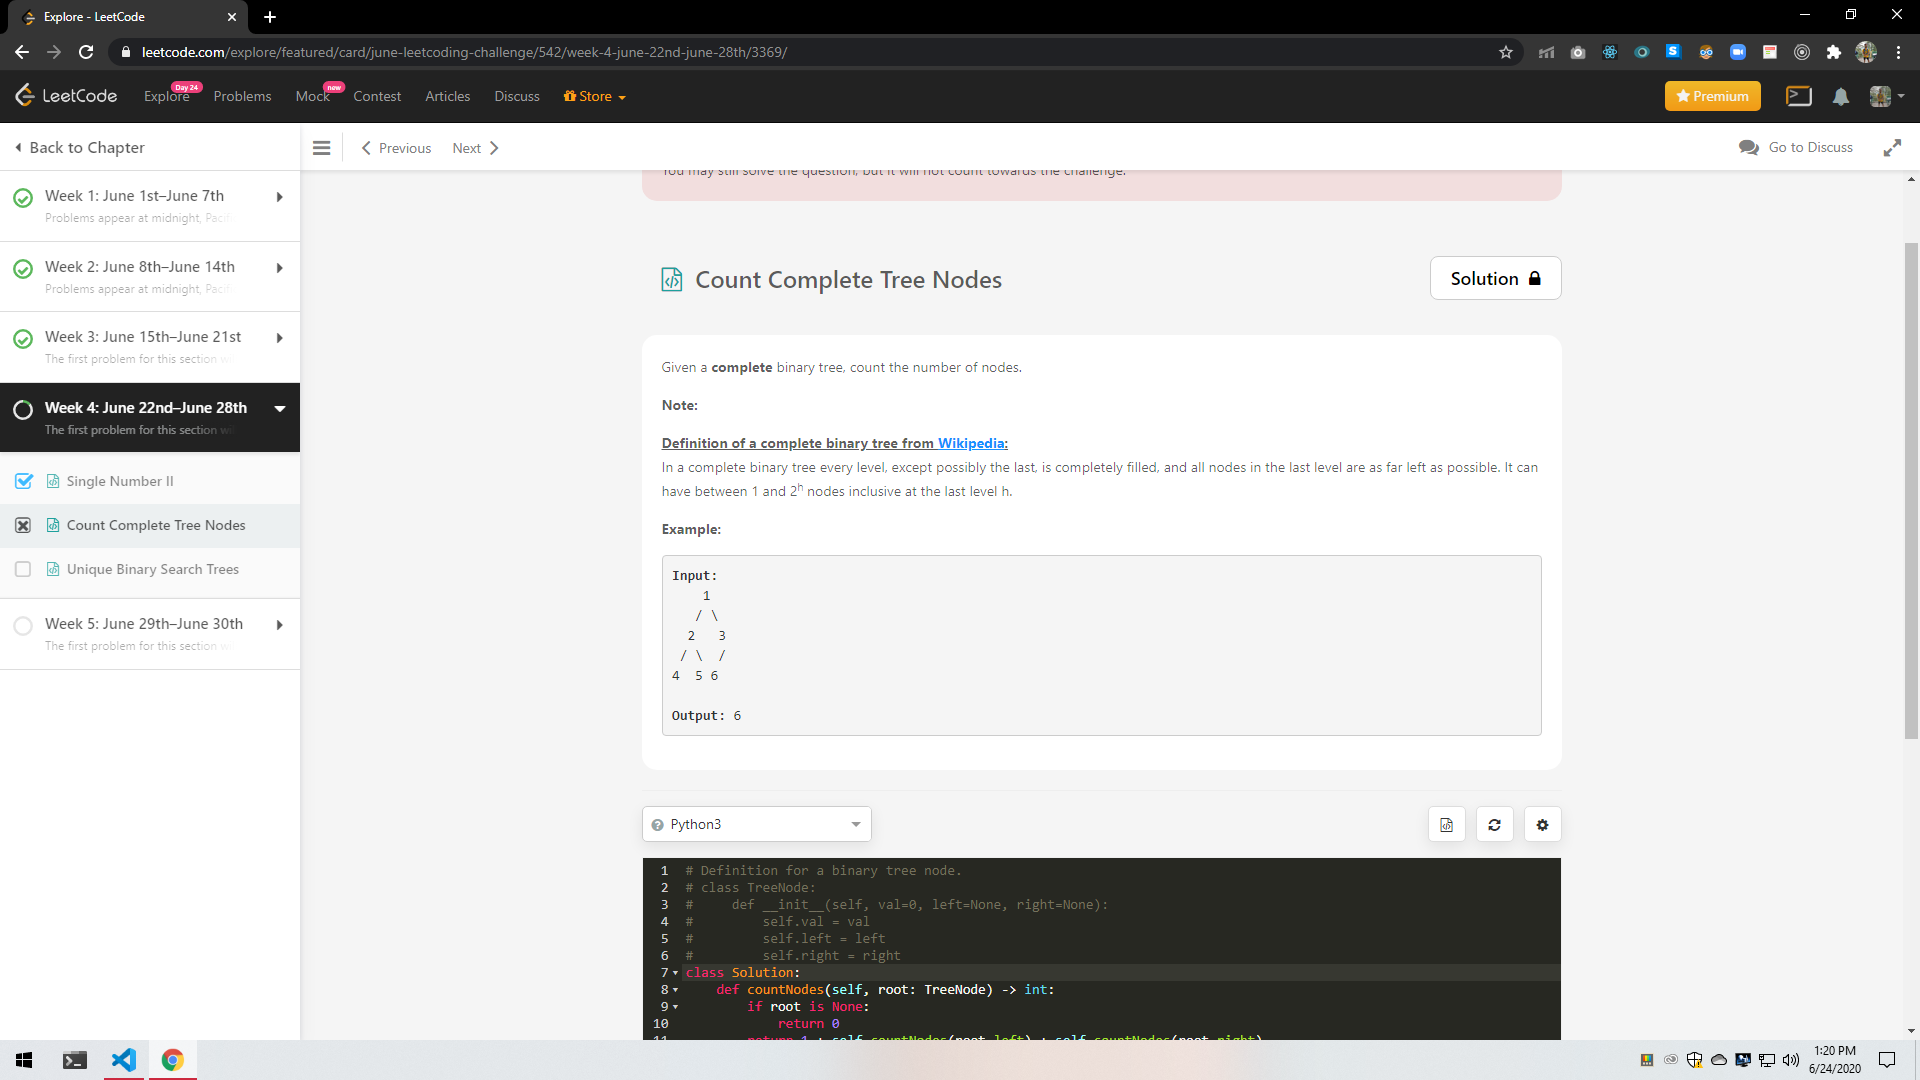 Explore - LeetCode
leetcode.com/explore/featured/card/june-leetcoding-challenge/542/week-4-june-22nd-june-28th/3369/
LeetCode Explore Day 24 Problems Mock new Contest Articles Discuss Store Premium
Back to Chapter
Previous Next Go to Discuss
Week 1: June 1st–June 7th
Problems appear at midnight, Pacifi
Week 2: June 8th–June 14th
Problems appear at midnight, Pacifi
Week 3: June 15th–June 21st
The first problem for this section w
Week 4: June 22nd–June 28th
The first problem for this section w
Single Number II
Count Complete Tree Nodes
Unique Binary Search Trees
Week 5: June 29th–June 30th
The first problem for this section w
You may still solve the question, but it will not count towards the challenge.
Count Complete Tree Nodes
Solution
Given a complete binary tree, count the number of nodes.
Note:
Definition of a complete binary tree from Wikipedia:
In a complete binary tree every level, except possibly the last, is completely filled, and all nodes in the last level are as far left as possible. It can
have between 1 and 2h nodes inclusive at the last level h.
Example:
Input:
1
/ \
2 3
/ \ /
4 5 6
Output: 6
Python3
1 # Definition for a binary tree node.
2 # class TreeNode:
3 # def __init__(self, val=0, left=None, right=None):
4 # self.val = val
5 # self.left = left
6 # self.right = right
7 class Solution:
8 def countNodes(self, root: TreeNode) -> int:
9 if root is None:
10 return 0
11 return 1 + self.countNodes(root.left) + self.countNodes(root.right)
1:20 PM
6/24/2020